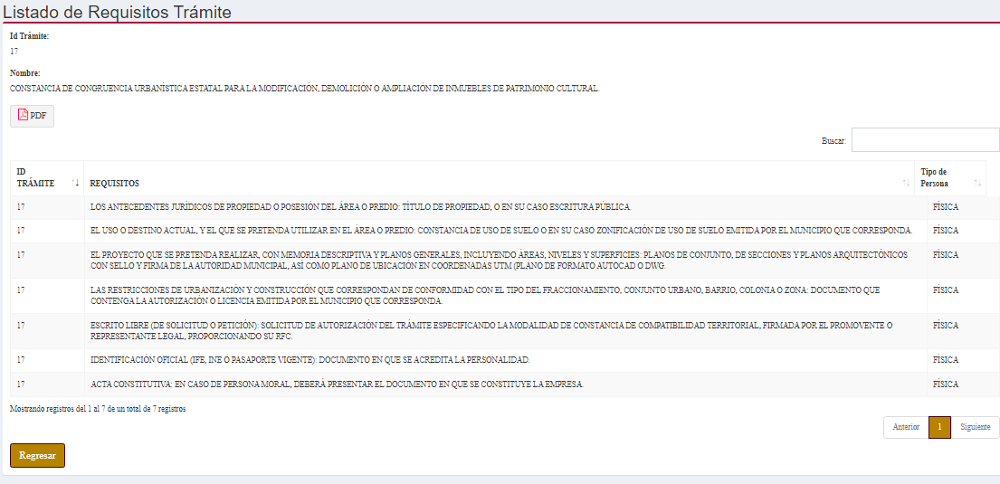 Listado de Requisitos Trámite
Id Trámite:
17
Nombre:
CONSTANCIA DE CONGRUENCIA URBANÍSTICA ESTATAL PARA LA MODIFICACIÓN, DEMOLICIÓN O AMPLIACIÓN DE INMUEBLES DE PATRIMONIO CULTURAL.
PDF
Buscar:
ID
TRÁMITE
REQUISITOS
Tipo de
Persona
17 LOS ANTECEDENTES JURÍDICOS DE PROPIEDAD O POSESIÓN DEL ÁREA O PREDIO: TÍTULO DE PROPIEDAD, O EN SU CASO ESCRITURA PÚBLICA. FÍSICA
17 EL USO O DESTINO ACTUAL, Y EL QUE SE PRETENDA UTILIZAR EN EL ÁREA O PREDIO: CONSTANCIA DE USO DE SUELO O EN SU CASO ZONIFICACIÓN DE USO DE SUELO EMITIDA POR EL MUNICIPIO QUE CORRESPONDA. FÍSICA
17 EL PROYECTO QUE SE PRETENDA REALIZAR, CON MEMORIA DESCRIPTIVA Y PLANOS GENERALES, INCLUYENDO ÁREAS, NIVELES Y SUPERFICIES: PLANOS DE CONJUNTO, DE SECCIONES Y PLANOS ARQUITECTÓNICOS FÍSICA
CON SELLO Y FIRMA DE LA AUTORIDAD MUNICIPAL, ASÍ COMO PLANO DE UBICACIÓN EN COORDENADAS UTM (PLANO DE FORMATO AUTOCAD O DWG.
17 LAS RESTRICCIONES DE URBANIZACIÓN Y CONSTRUCCIÓN QUE CORRESPONDAN DE CONFORMIDAD CON EL TIPO DEL FRACCIONAMIENTO, CONJUNTO URBANO, BARRIO, COLONIA O ZONA: DOCUMENTO QUE FÍSICA
CONTENGA LA AUTORIZACIÓN O LICENCIA EMITIDA POR EL MUNICIPIO QUE CORRESPONDA.
17 ESCRITO LIBRE (DE SOLICITUD O PETICIÓN): SOLICITUD DE AUTORIZACIÓN DEL TRÁMITE ESPECIFICANDO LA MODALIDAD DE CONSTANCIA DE COMPATIBILIDAD TERRITORIAL, FIRMADA POR EL PROMOVENTE O FÍSICA
REPRESENTANTE LEGAL, PROPORCIONANDO SU RFC.
17 IDENTIFICACIÓN OFICIAL (IFE, INE O PASAPORTE VIGENTE): DOCUMENTO EN QUE SE ACREDITA LA PERSONALIDAD. FÍSICA
17 ACTA CONSTITUTIVA: EN CASO DE PERSONA MORAL, DEBERÁ PRESENTAR EL DOCUMENTO EN QUE SE CONSTITUYE LA EMPRESA. FÍSICA
Mostrando registros del 1 al 7 de un total de 7 registros
Anterior 1 Siguiente
Regresar